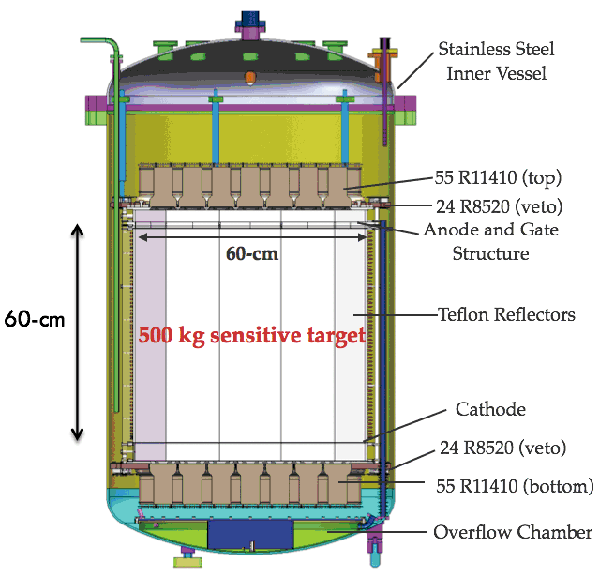 Stainless Steel
Inner Vessel
55 R11410 (top)
24 R8520 (veto)
Anode and Gate
Structure
60-cm
60-cm
500 kg sensitive target
Teflon Reflectors
Cathode
24 R8520 (veto)
55 R11410 (bottom)
Overflow Chamber